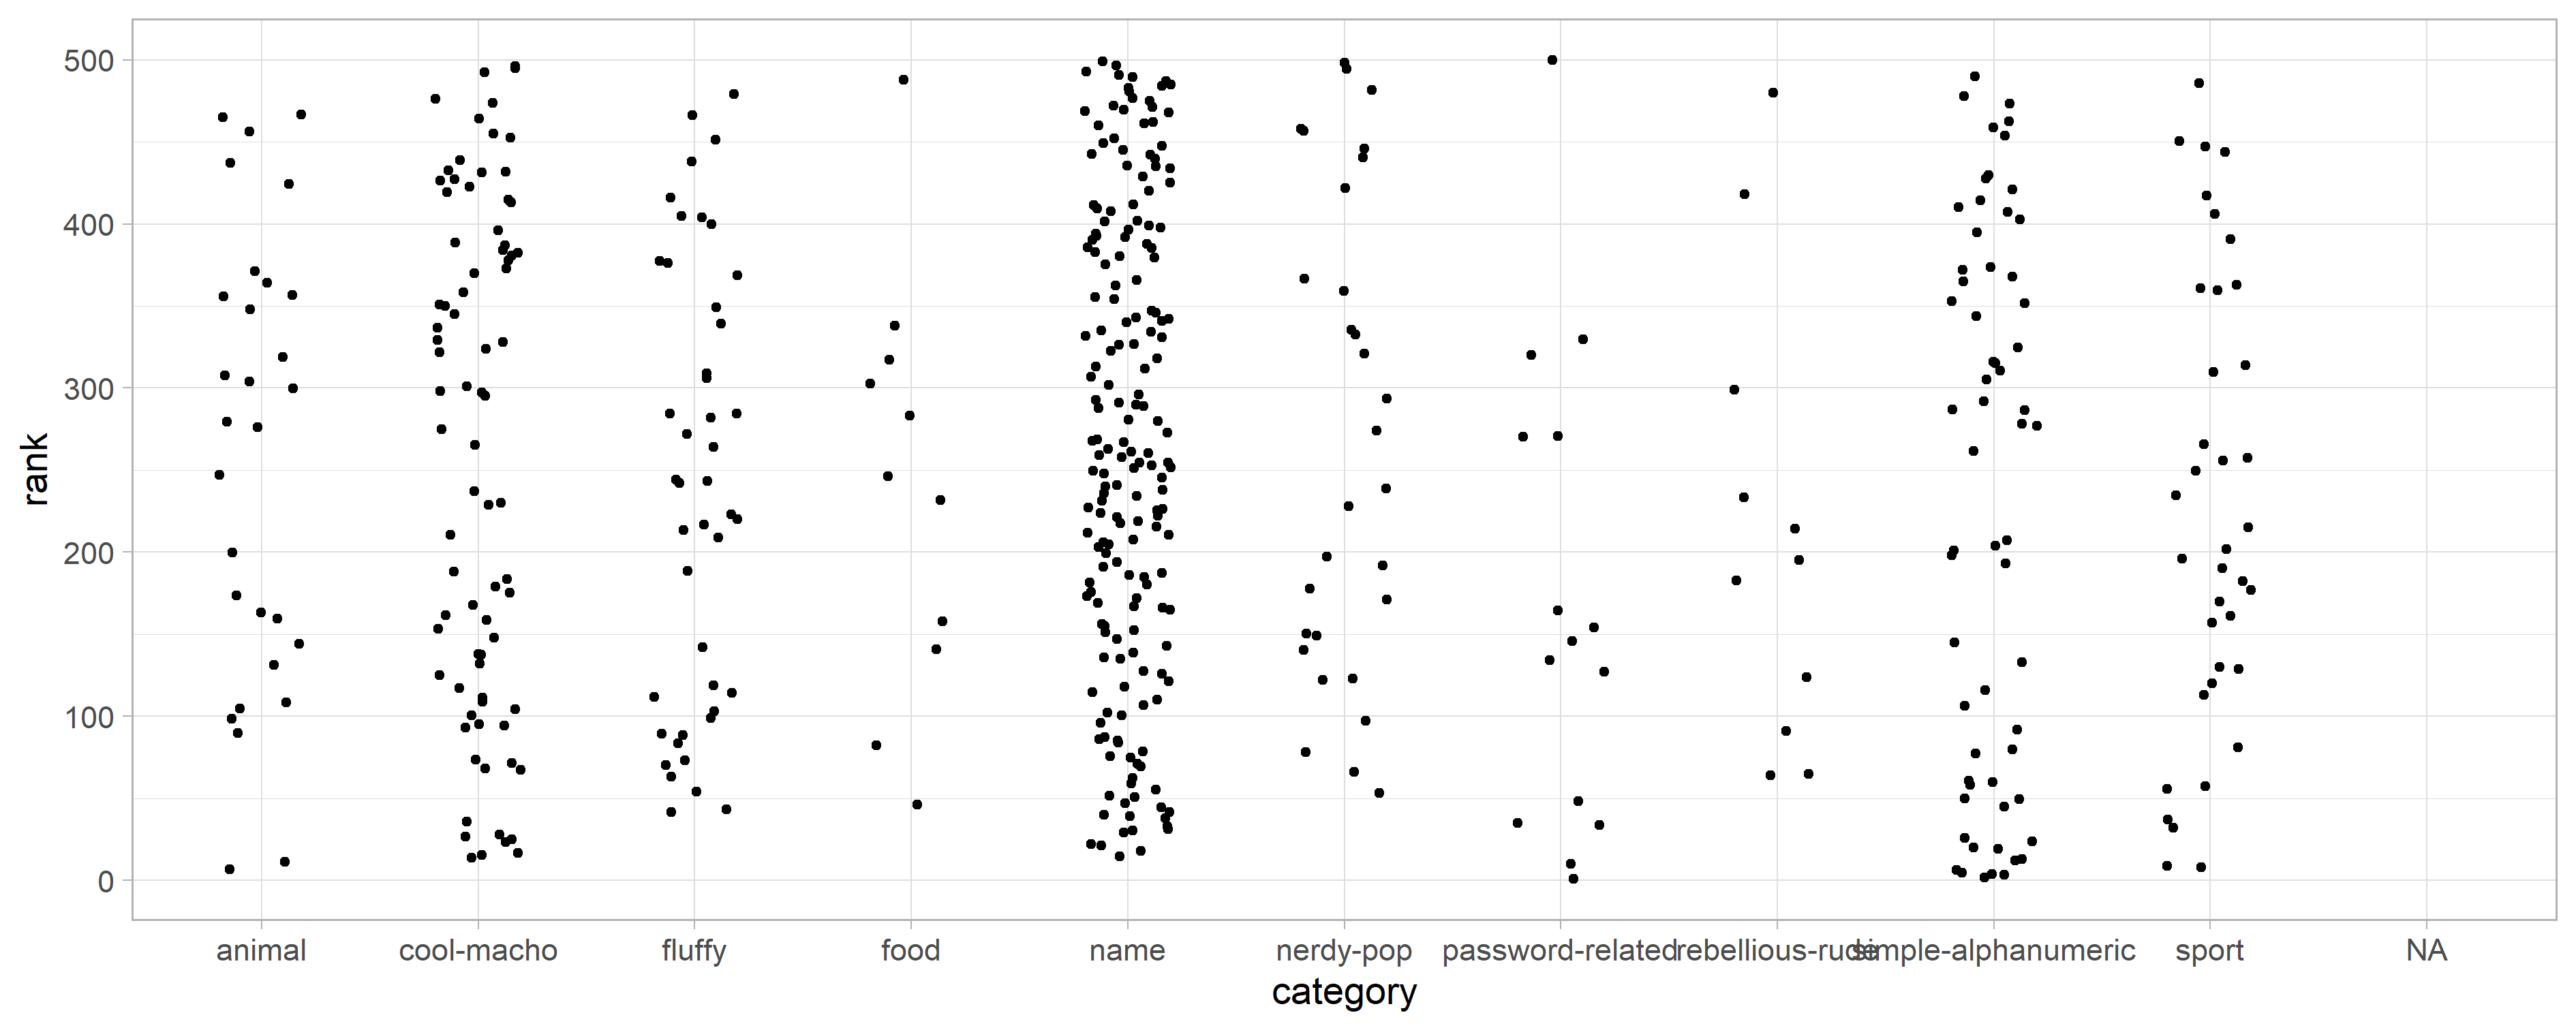 rank
500
400
300
200
100
0
animal cool-macho fluffy food name nerdy-pop password-related rebellious-rude simple-alphanumeric sport NA
category